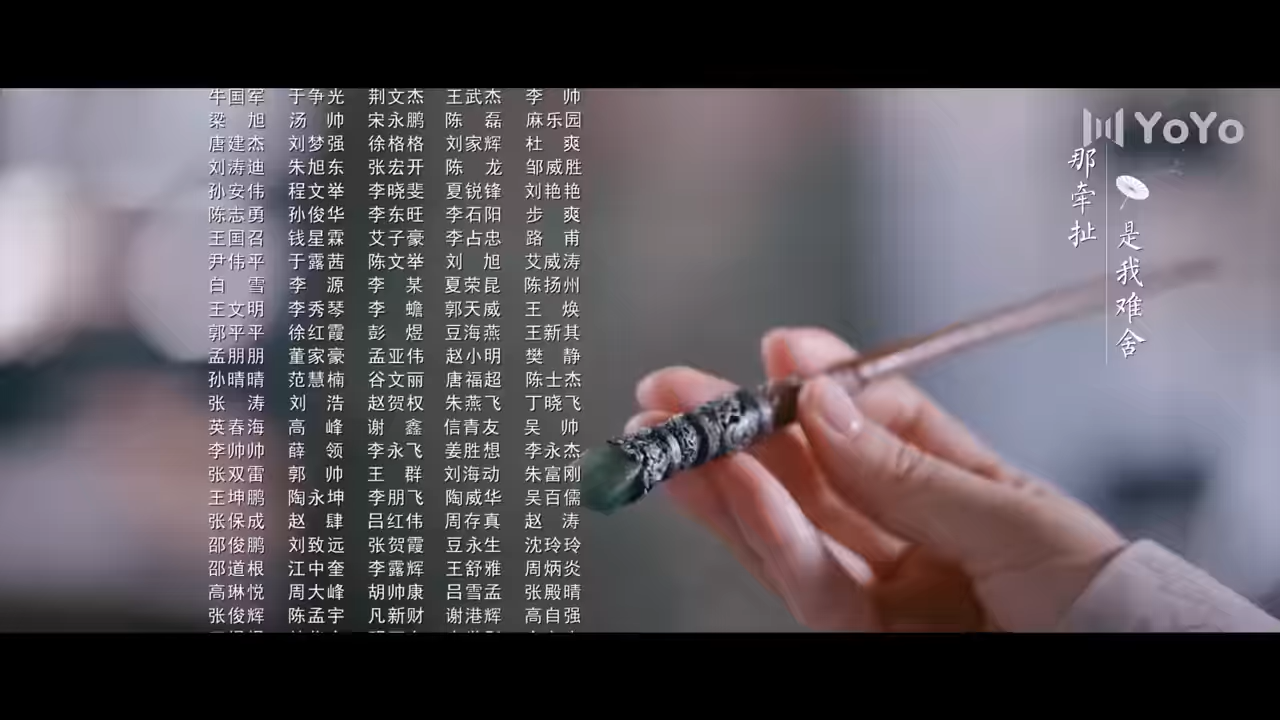 牛国军 于争光 荆文杰 王武杰 李 帅
梁 旭 汤 帅 宋永鹏 陈 磊 麻乐园
唐建杰 刘梦强 徐格格 刘家辉 杜 爽
刘涛迪 朱旭东 张宏开 陈 龙 邹威胜
孙安伟 程文举 李晓斐 夏锐锋 刘艳艳
陈志勇 孙俊华 李东旺 李石阳 步 爽
王国召 钱星霖 艾子豪 李占忠 路 甫
尹伟平 于露茜 陈文举 刘 旭 艾威涛
白 雪 李 源 李 某 夏荣昆 陈扬州
王文明 李秀琴 李 蟾 郭天威 王 焕
郭平平 徐红霞 彭 煜 豆海燕 王新其
孟朋朋 董家豪 孟亚伟 赵小明 樊 静
孙晴晴 范慧楠 谷文丽 唐福超 陈士杰
张 涛 刘 浩 赵贺权 朱燕飞 丁晓飞
英春海 高 峰 谢 鑫 信青友 吴 帅
李帅帅 薛 领 李永飞 姜胜想 李永杰
张双雷 郭 帅 王 群 刘海动 朱富刚
王坤鹏 陶永坤 李朋飞 陶威华 吴百儒
张保成 赵 肆 吕红伟 周存真 赵 涛
邵俊鹏 刘致远 张贺霞 豆永生 沈玲玲
邵道根 江中奎 李露辉 王舒雅 周炳炎
高琳悦 周大峰 胡帅康 吕雪孟 张殿晴
张俊辉 陈孟宇 凡新财 谢港辉 高自强
YoYo
是我难舍
那牵扯